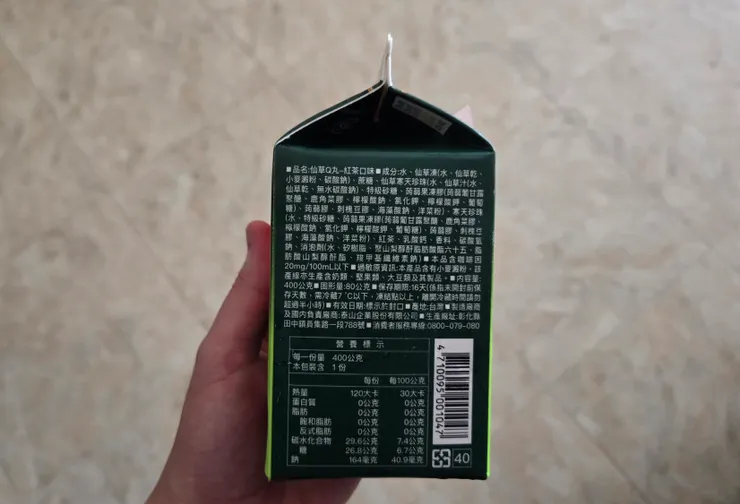 ■品名:仙草Q丸-紅茶口味■成分:水、仙草凍(水、仙草乾、
小麥澱粉、碳酸鈉)、蔗糖、仙草寒天珍珠(水、仙草汁(水、
仙草乾、無水碳酸鈉)、特級砂糖、蒟蒻果凍膠(蒟蒻葡甘露
聚醣、鹿角菜膠、檸檬酸鈉、氯化鉀、檸檬酸鉀、葡萄
糖)、蒟蒻膠、刺槐豆膠、海藻酸鈉、洋菜粉)、寒天珍珠
(水、特級砂糖、蒟蒻果凍膠(蒟蒻葡甘露聚醣、鹿角菜膠、
檸檬酸鈉、氯化鉀、檸檬酸鉀、葡萄糖)、蒟蒻膠、刺槐豆
膠、海藻酸鈉、洋菜粉)、紅茶、乳酸鈣、香料、碳酸氫
鈉、消泡劑(水、矽樹脂、聚山梨醇酐脂肪酸酯六十五、脂
肪酸山梨醇酐酯、羧甲基纖維素鈉)■本品含咖啡因
20mg/100mL以下■過敏原資訊:本產品含有小麥澱粉,該
產線亦生產含奶類、堅果類、大豆類及其製品。■內容量:
400公克■固形量:80公克■保存期限:16天(係指未開封前保
存天數,需冷藏7℃以下,凍結點以上,離開冷藏時間請勿
超過半小時)■有效日期:標示於封口■產地:台灣■製造廠商
及國內負責廠商:泰山企業股份有限公司■生產廠址:彰化縣
田中鎮員集路一段788號■消費者服務專線:0800-079-080
營養標示
每一份量 400公克
本包裝含 1份
每份 每100公克
熱量 120大卡 30大卡
蛋白質 0公克 0公克
脂肪 0公克 0公克
飽和脂肪 0公克 0公克
反式脂肪 0公克 0公克
碳水化合物 29.6公克 7.4公克
糖 26.8公克 6.7公克
鈉 164毫克 40.9毫克
4 710095 001047
40